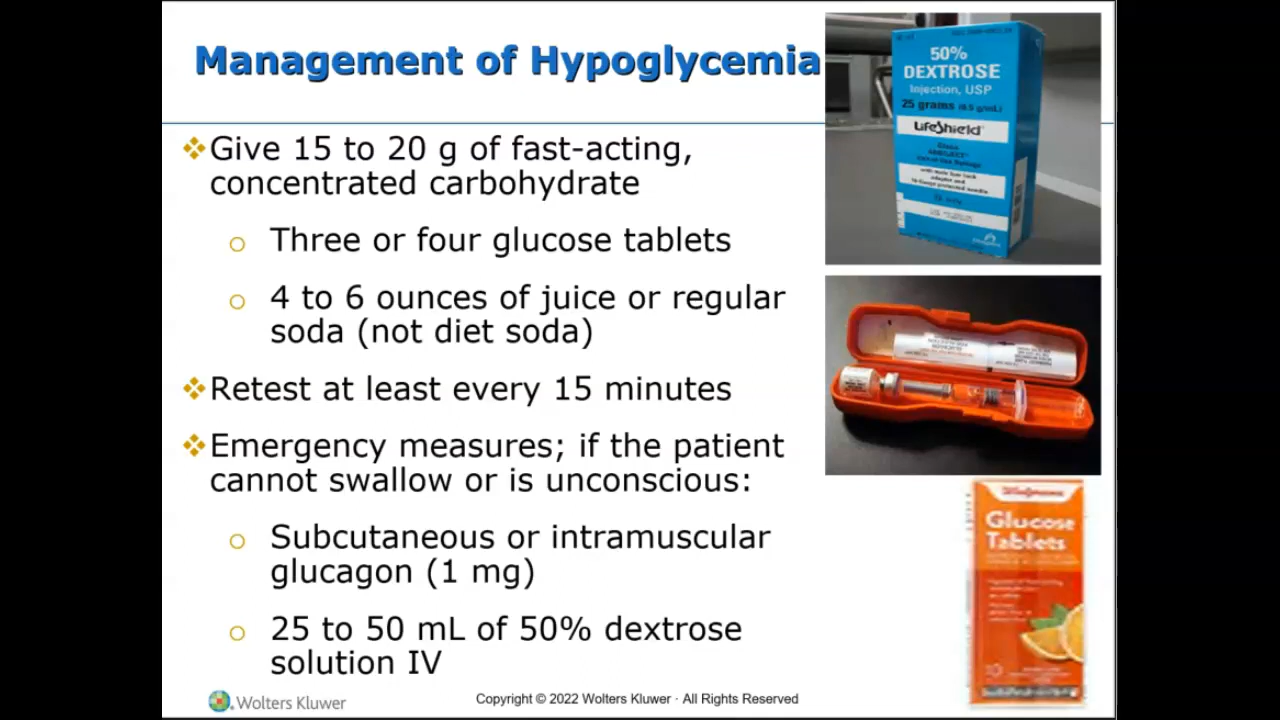 Management of Hypoglycemia
❖Give 15 to 20 g of fast-acting,
concentrated carbohydrate
o Three or four glucose tablets
o 4 to 6 ounces of juice or regular
soda (not diet soda)
❖Retest at least every 15 minutes
❖Emergency measures; if the patient
cannot swallow or is unconscious:
o Subcutaneous or intramuscular
glucagon (1 mg)
o 25 to 50 mL of 50% dextrose
solution IV
Wolters Kluwer
Copyright © 2022 Wolters Kluwer · All Rights Reserved
50%
DEXTROSE
Injection, USP
25 grams (0.5 g/mL)
LifeShield
Walgreens
Glucose
Tablets